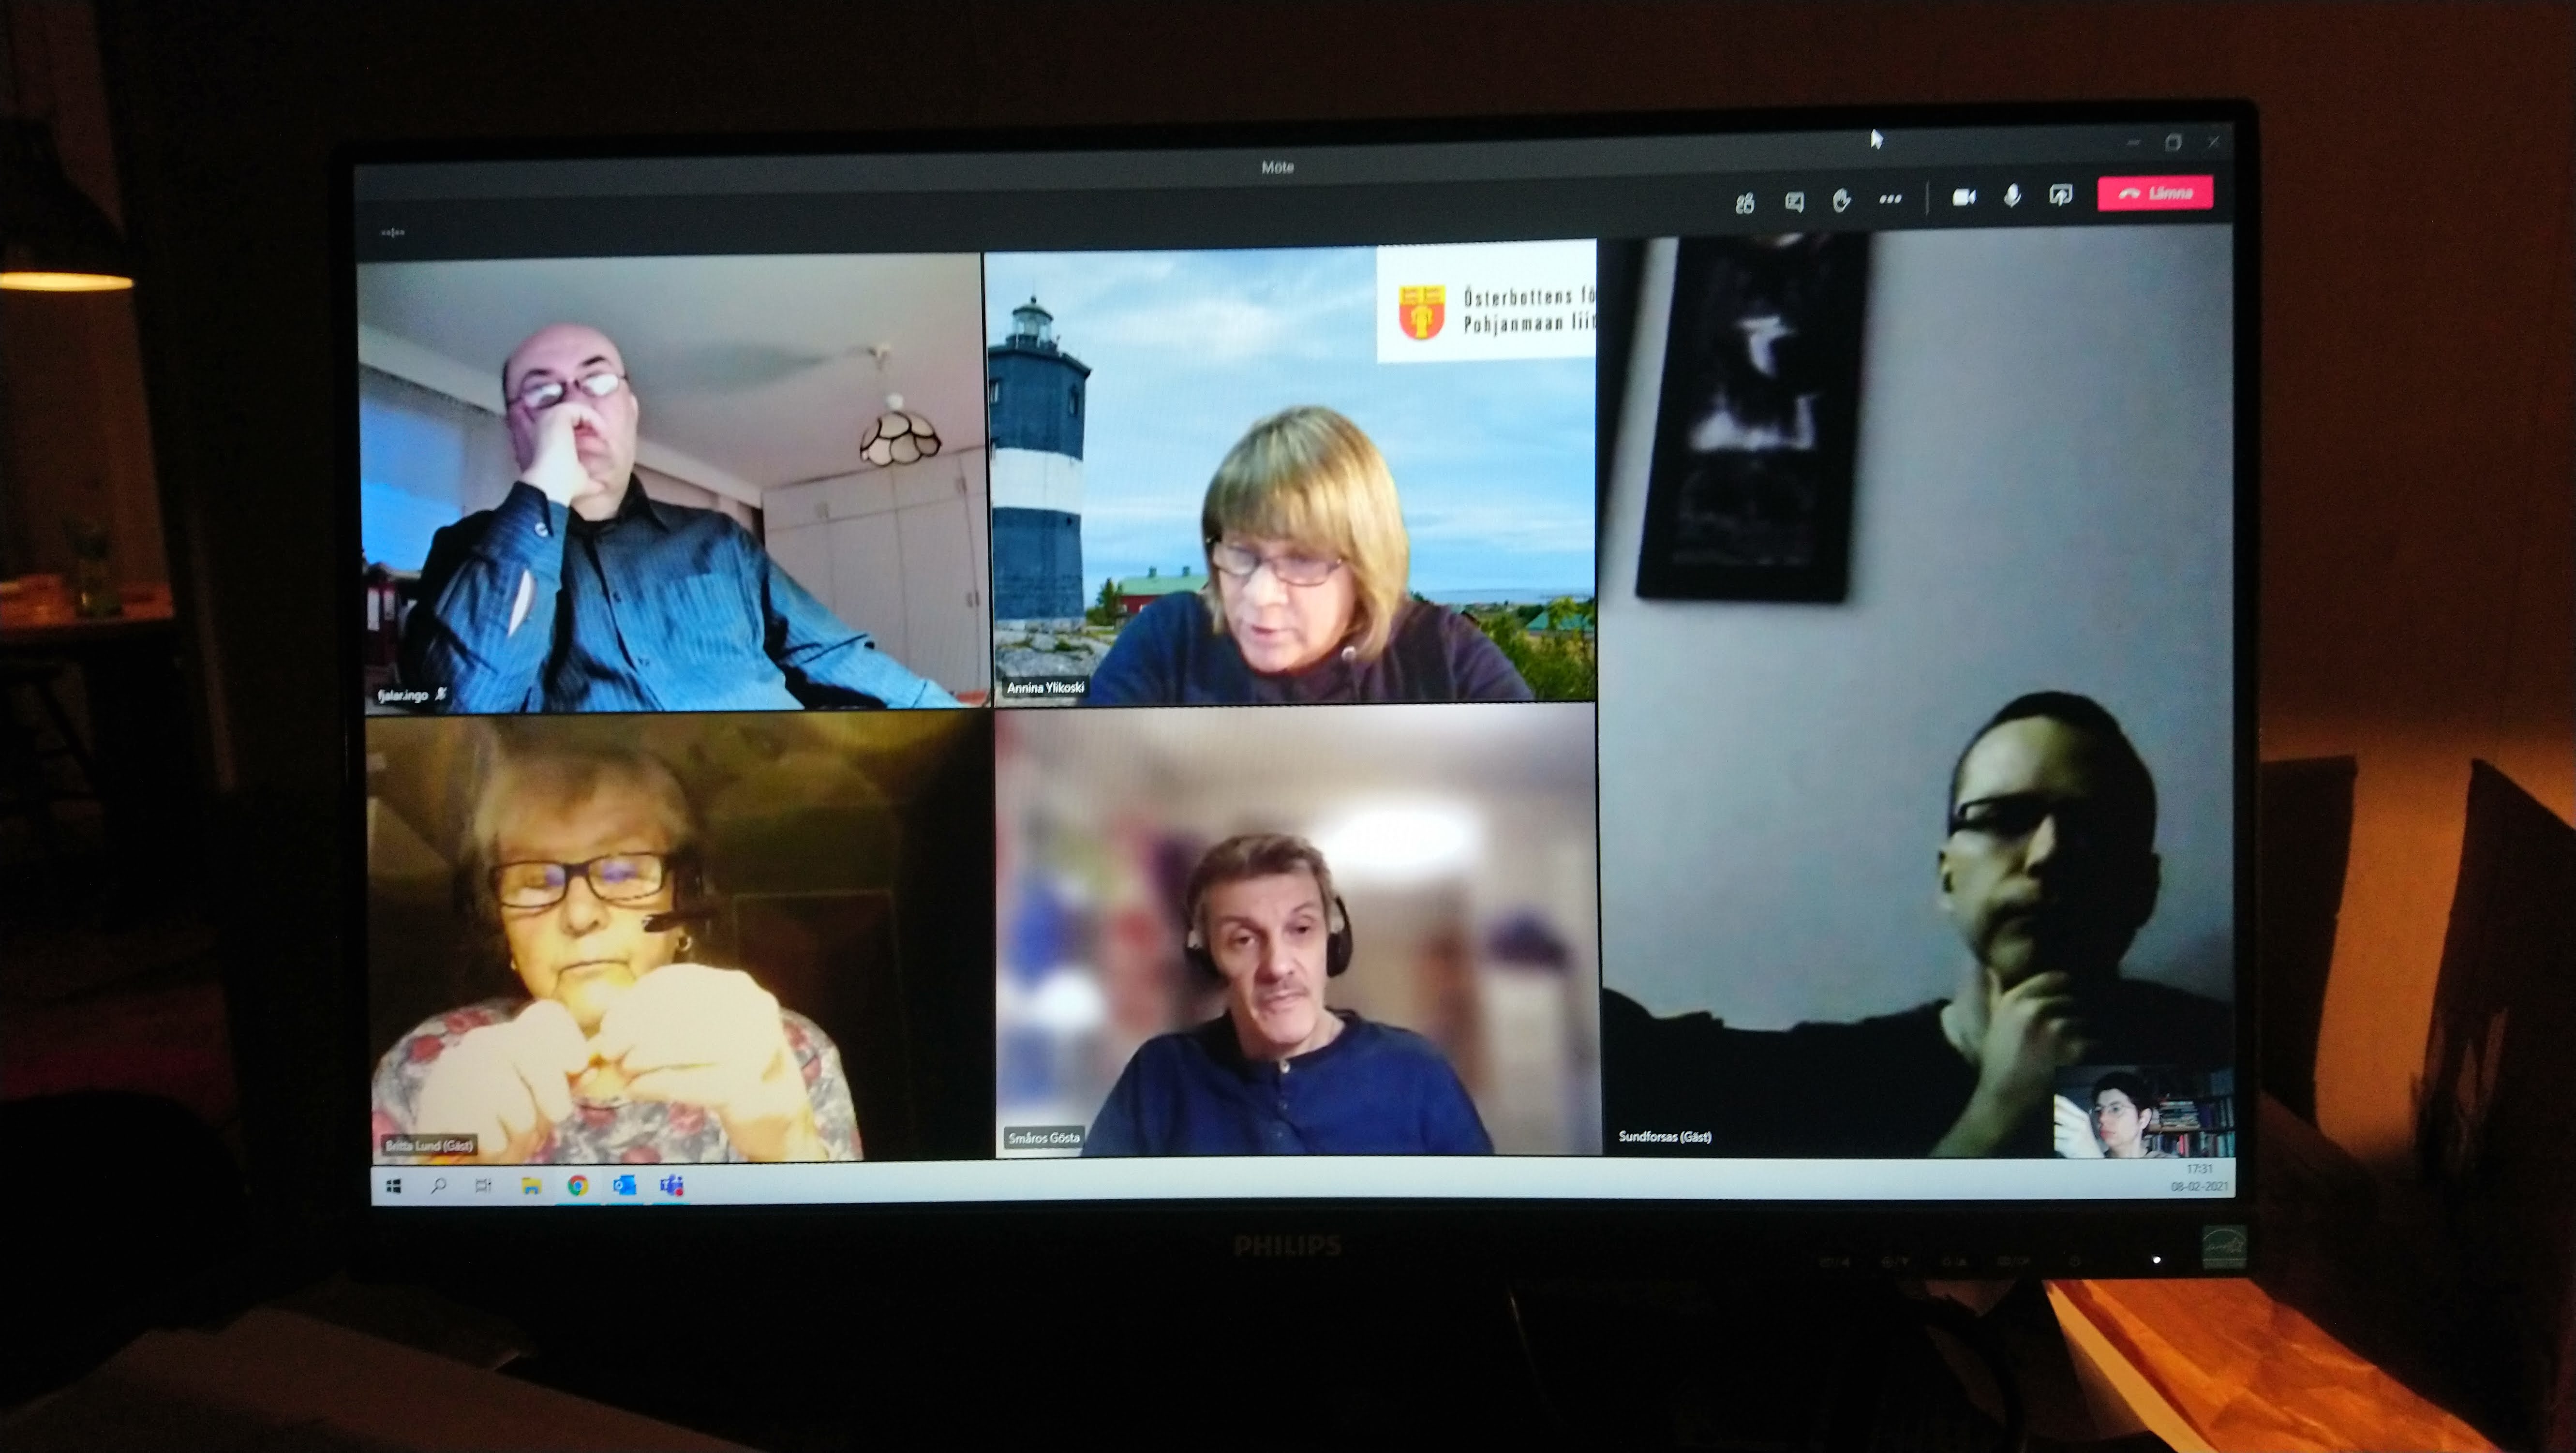 Möte
--:--
Lämna
Österbottens fö
Pohjanmaan liit
fjalar.ingo
Annina Ylikoski
Britta Lund (Gäst)
Småros Gösta
Sundforsas (Gäst)
17:31
08-02-2021
PHILIPS